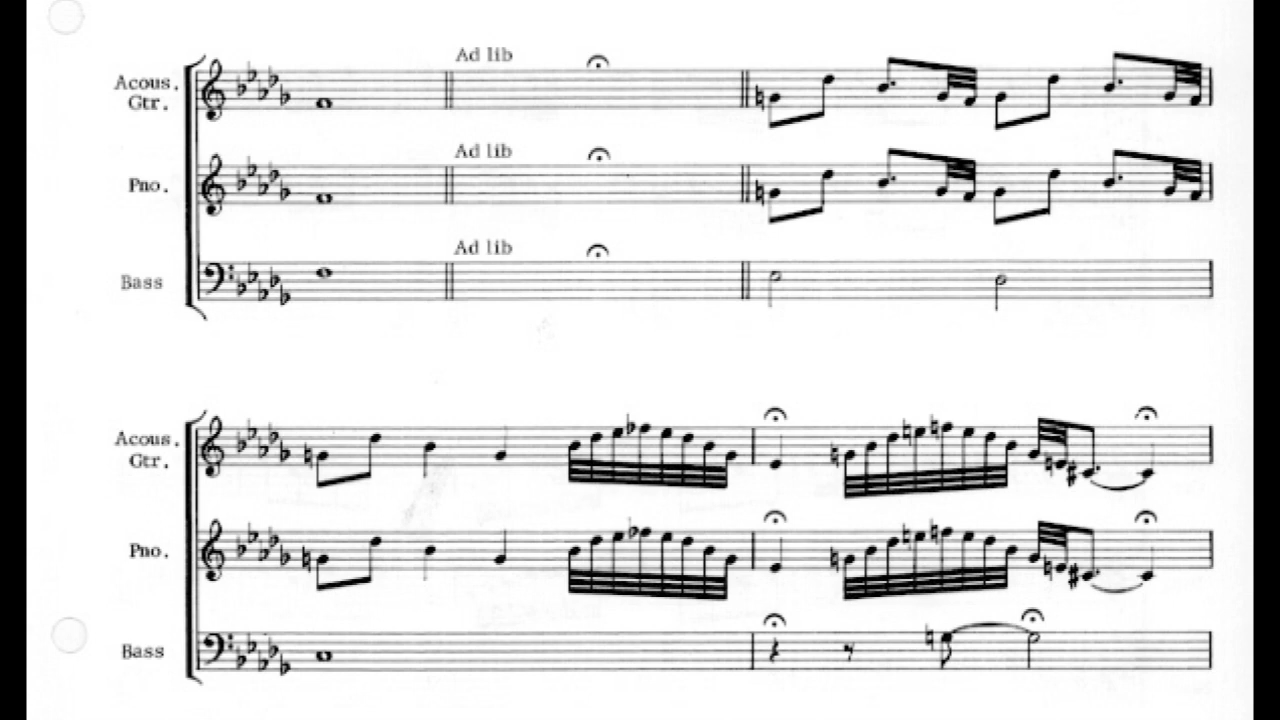 Ad lib
Acous.
Gtr.
Ad lib
Pno.
Ad lib
Bass
Acous.
Gtr.
Pno.
Bass